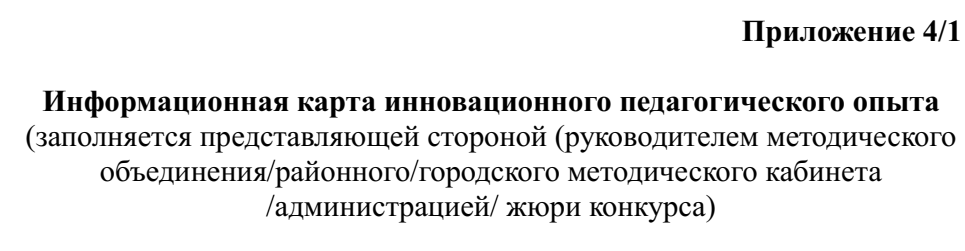 Приложение 4/1
Информационная карта инновационного педагогического опыта
(заполняется представляющей стороной (руководителем методического
объединения/районного/городского методического кабинета
/администрацией/ жюри конкурса)